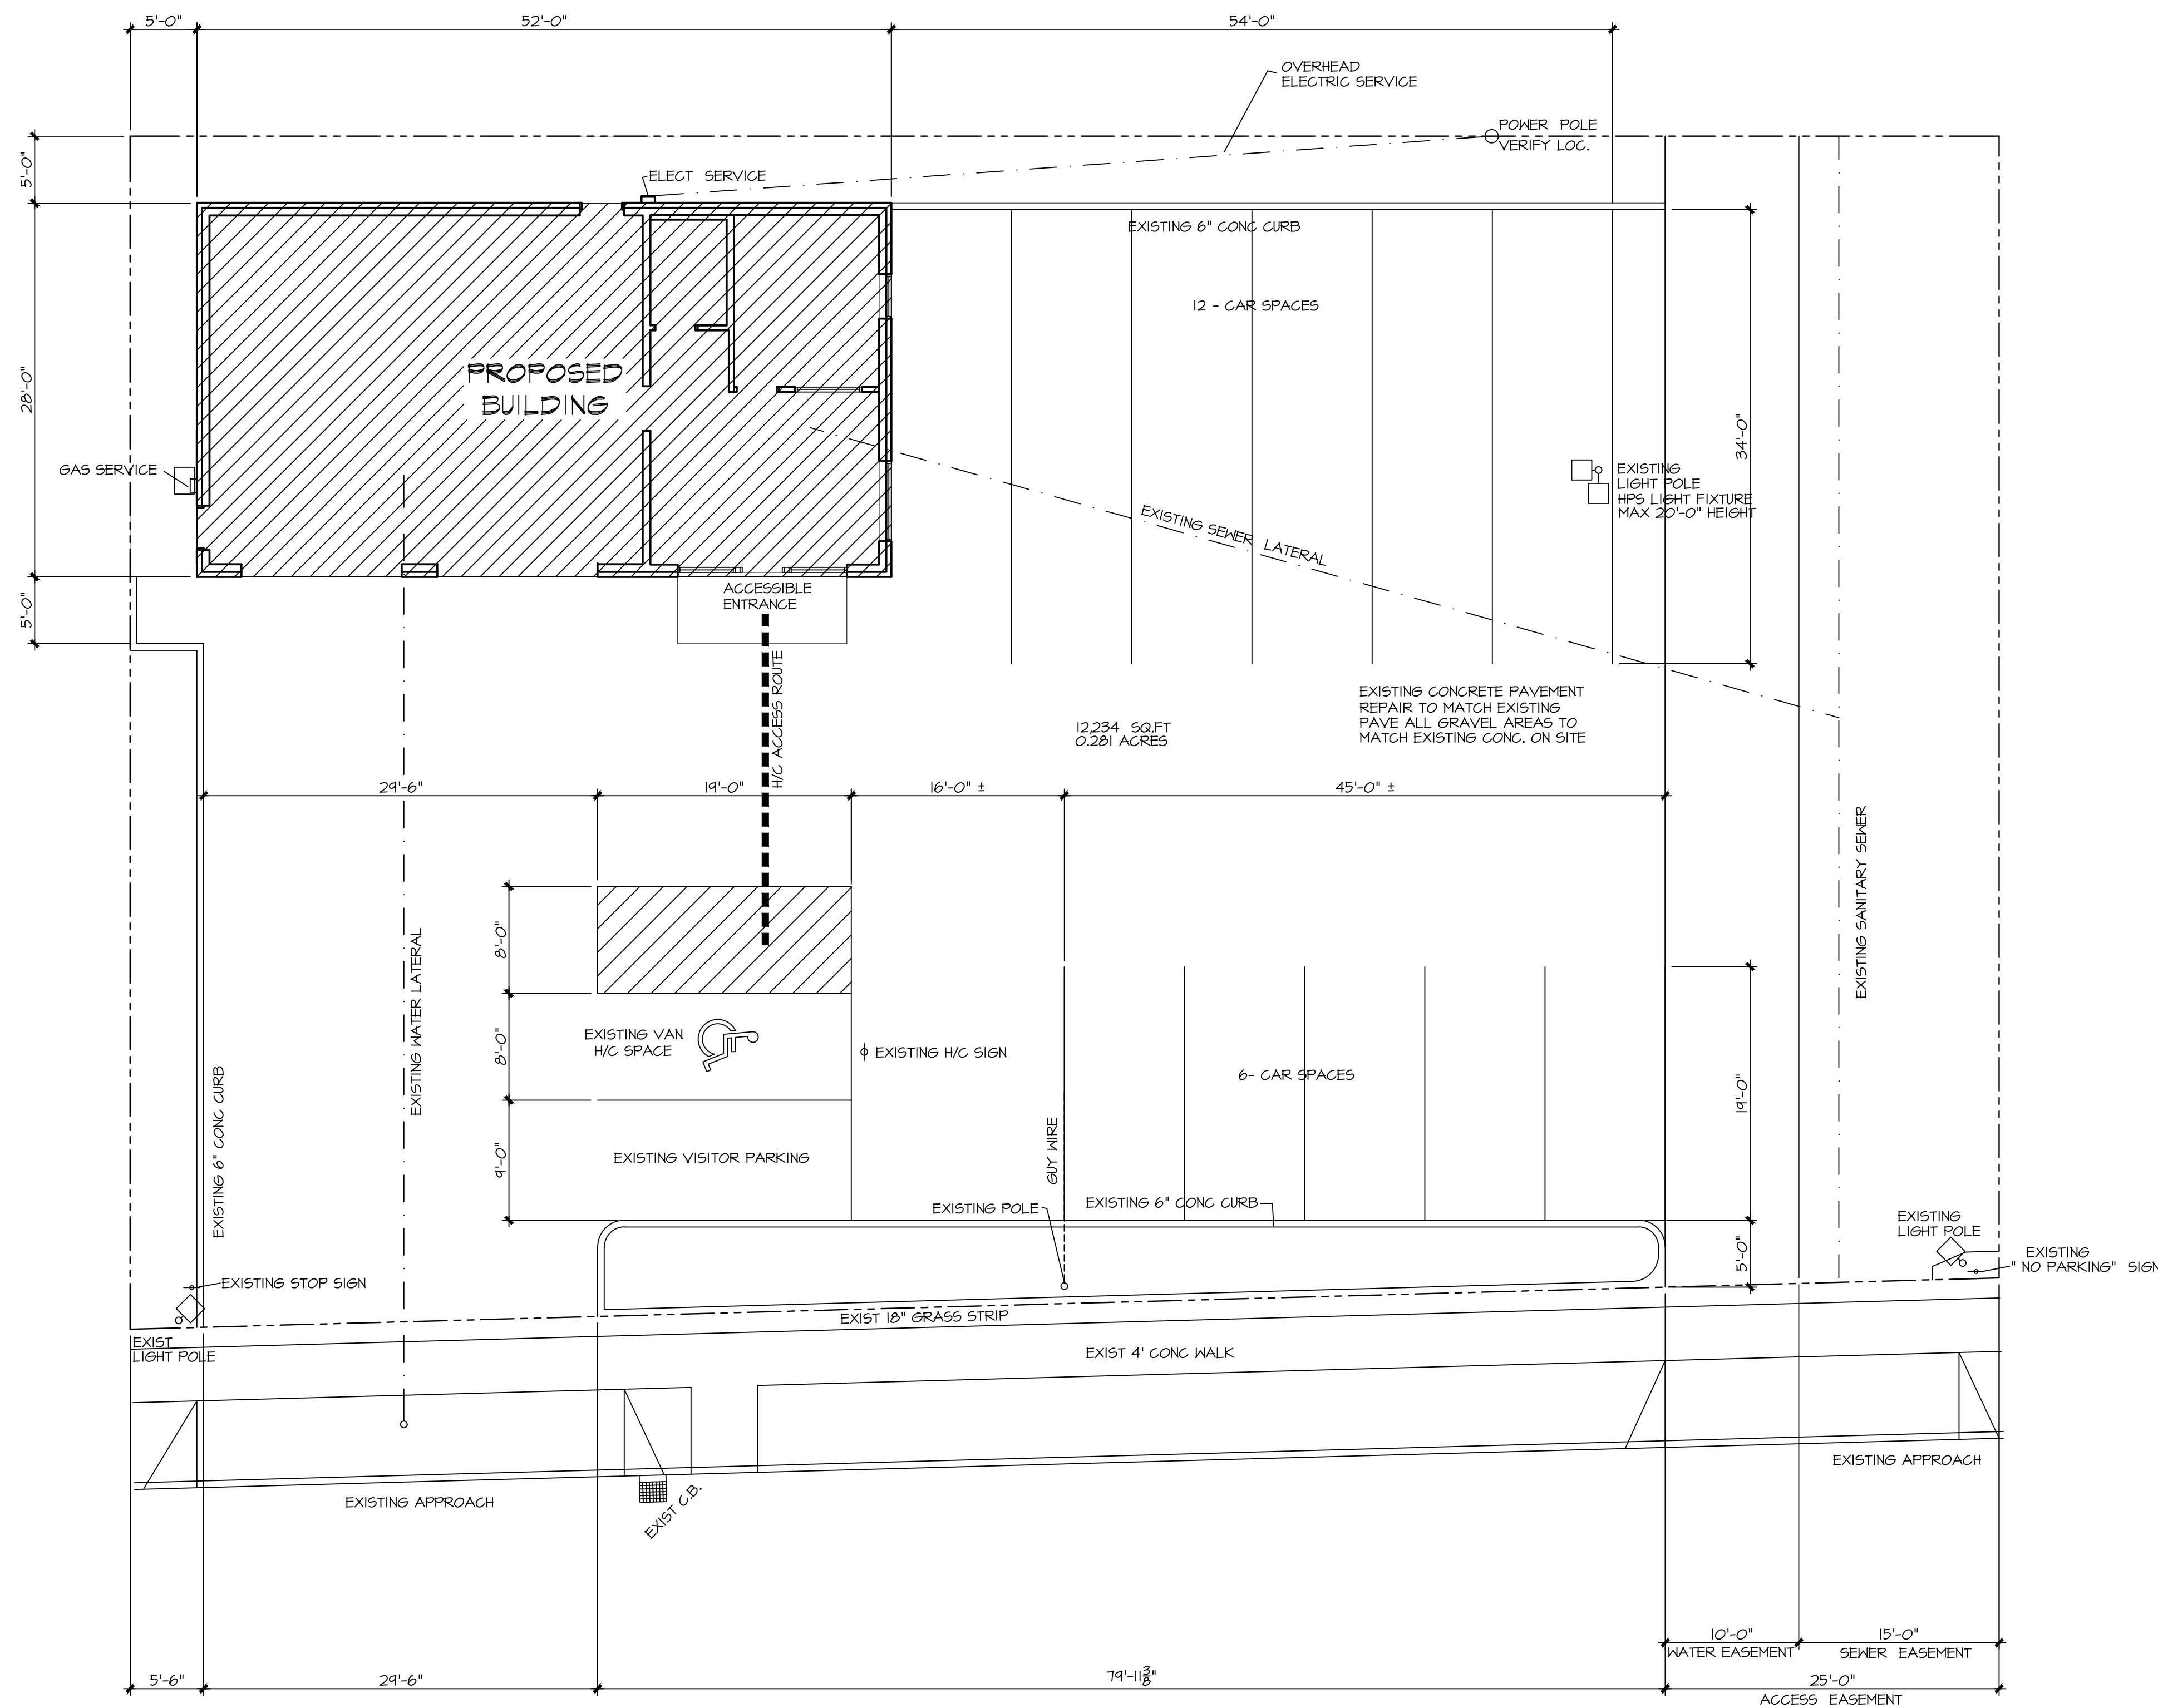 5'-0"
52'-0"
54'-0"
OVERHEAD
ELECTRIC SERVICE
POWER POLE
VERIFY LOC.
5'-0"
ELECT SERVICE
EXISTING 6" CONC CURB
12 - CAR SPACES
28'-0"
PROPOSED
BUILDING
34'-0"
GAS SERVICE
EXISTING
LIGHT POLE
HPS LIGHT FIXTURE
MAX 20'-0" HEIGHT
EXISTING SEWER LATERAL
5'-0"
ACCESSIBLE
ENTRANCE
H/C ACCESS ROUTE
EXISTING CONCRETE PAVEMENT
REPAIR TO MATCH EXISTING
PAVE ALL GRAVEL AREAS TO
MATCH EXISTING CONC. ON SITE
12,234 SQ.FT
0.281 ACRES
29'-6"
19'-0"
16'-0" ±
45'-0" ±
EXISTING SANITARY SEWER
8'-0"
EXISTING WATER LATERAL
EXISTING VAN
H/C SPACE
8'-0"
EXISTING H/C SIGN
6- CAR SPACES
19'-0"
EXISTING 6" CONC CURB
9'-0"
EXISTING VISITOR PARKING
GUY WIRE
EXISTING POLE
EXISTING 6" CONC CURB
5'-0"
EXISTING
LIGHT POLE
EXISTING
" NO PARKING" SIGN
EXISTING STOP SIGN
EXIST 18" GRASS STRIP
EXIST
LIGHT POLE
EXIST 4' CONC WALK
EXISTING APPROACH
EXISTING APPROACH
EXIST C.B.
10'-0"
WATER EASEMENT
15'-0"
SEWER EASEMENT
5'-6"
29'-6"
79'-11 3/8"
25'-0"
ACCESS EASEMENT